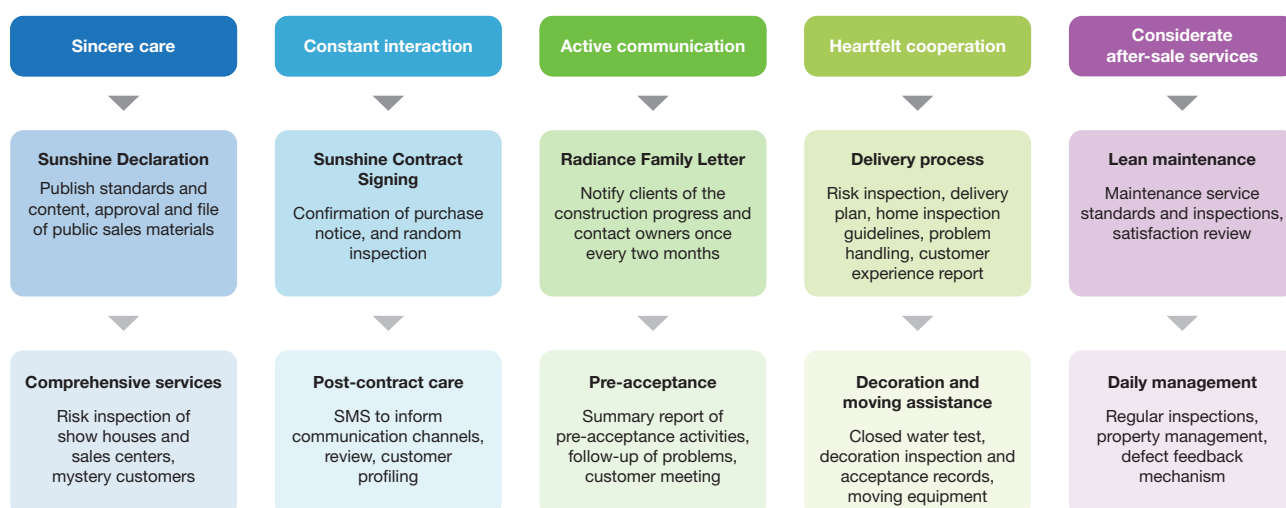 Sincere care
Constant interaction
Active communication
Heartfelt cooperation
Considerate
after-sale services
Sunshine Declaration
Publish standards and
content, approval and file
of public sales materials
Sunshine Contract
Signing
Confirmation of purchase
notice, and random
inspection
Radiance Family Letter
Notify clients of the
construction progress and
contact owners once
every two months
Delivery process
Risk inspection, delivery
plan, home inspection
guidelines, problem
handling, customer
experience report
Lean maintenance
Maintenance service
standards and inspections,
satisfaction review
Comprehensive services
Risk inspection of
show houses and
sales centers,
mystery customers
Post-contract care
SMS to inform
communication channels,
review, customer
profiling
Pre-acceptance
Summary report of
pre-acceptance activities,
follow-up of problems,
customer meeting
Decoration and
moving assistance
Closed water test,
decoration inspection and
acceptance records,
moving equipment
Daily management
Regular inspections,
property management,
defect feedback
mechanism